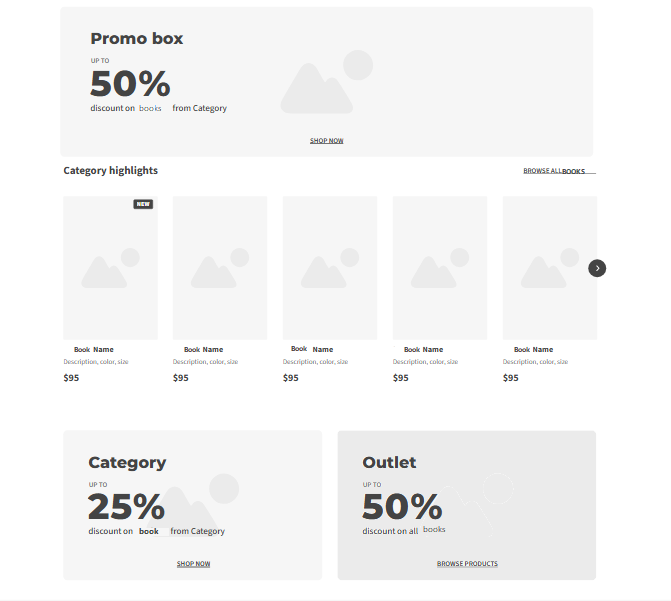 Promo box
UP TO
50%
discount on books from Category
SHOP NOW
Category highlights
BROWSE ALL BOOKS
NEW
Book Name
Description, color, size
$95
Book Name
Description, color, size
$95
Book Name
Description, color, size
$95
Book Name
Description, color, size
$95
Book Name
Description, color, size
$95
Category
UP TO
25%
discount on book from Category
SHOP NOW
Outlet
UP TO
50%
discount on all books
BROWSE PRODUCTS